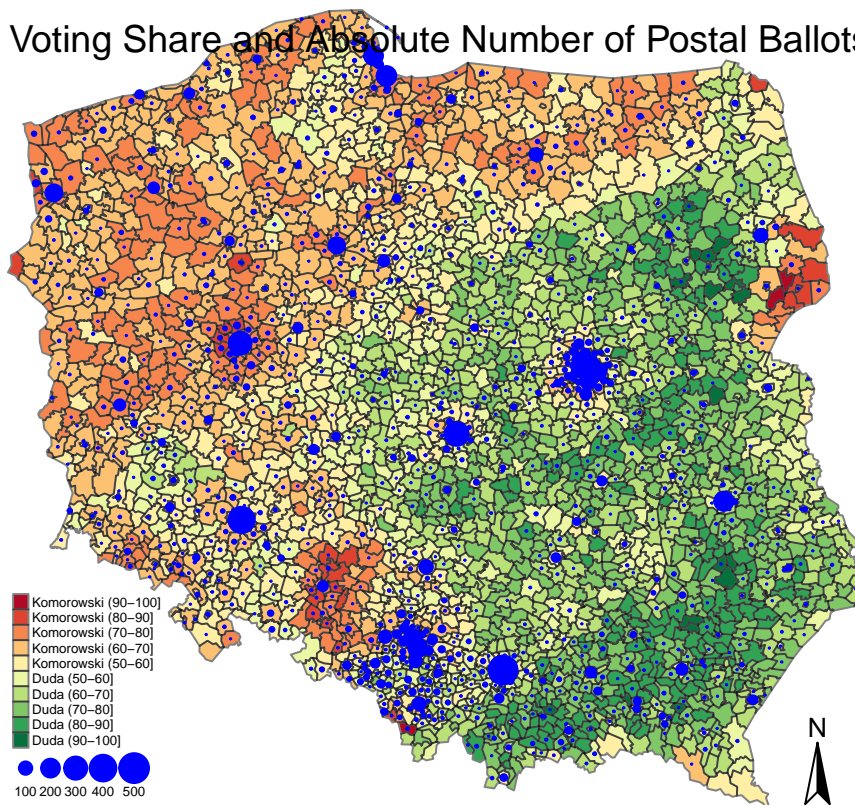 Voting Share and Absolute Number of Postal Ballots
Komorowski (90–100]
Komorowski (80–90]
Komorowski (70–80]
Komorowski (60–70]
Komorowski (50–60]
Duda (50–60]
Duda (60–70]
Duda (70–80]
Duda (80–90]
Duda (90–100]
100 200 300 400 500
N